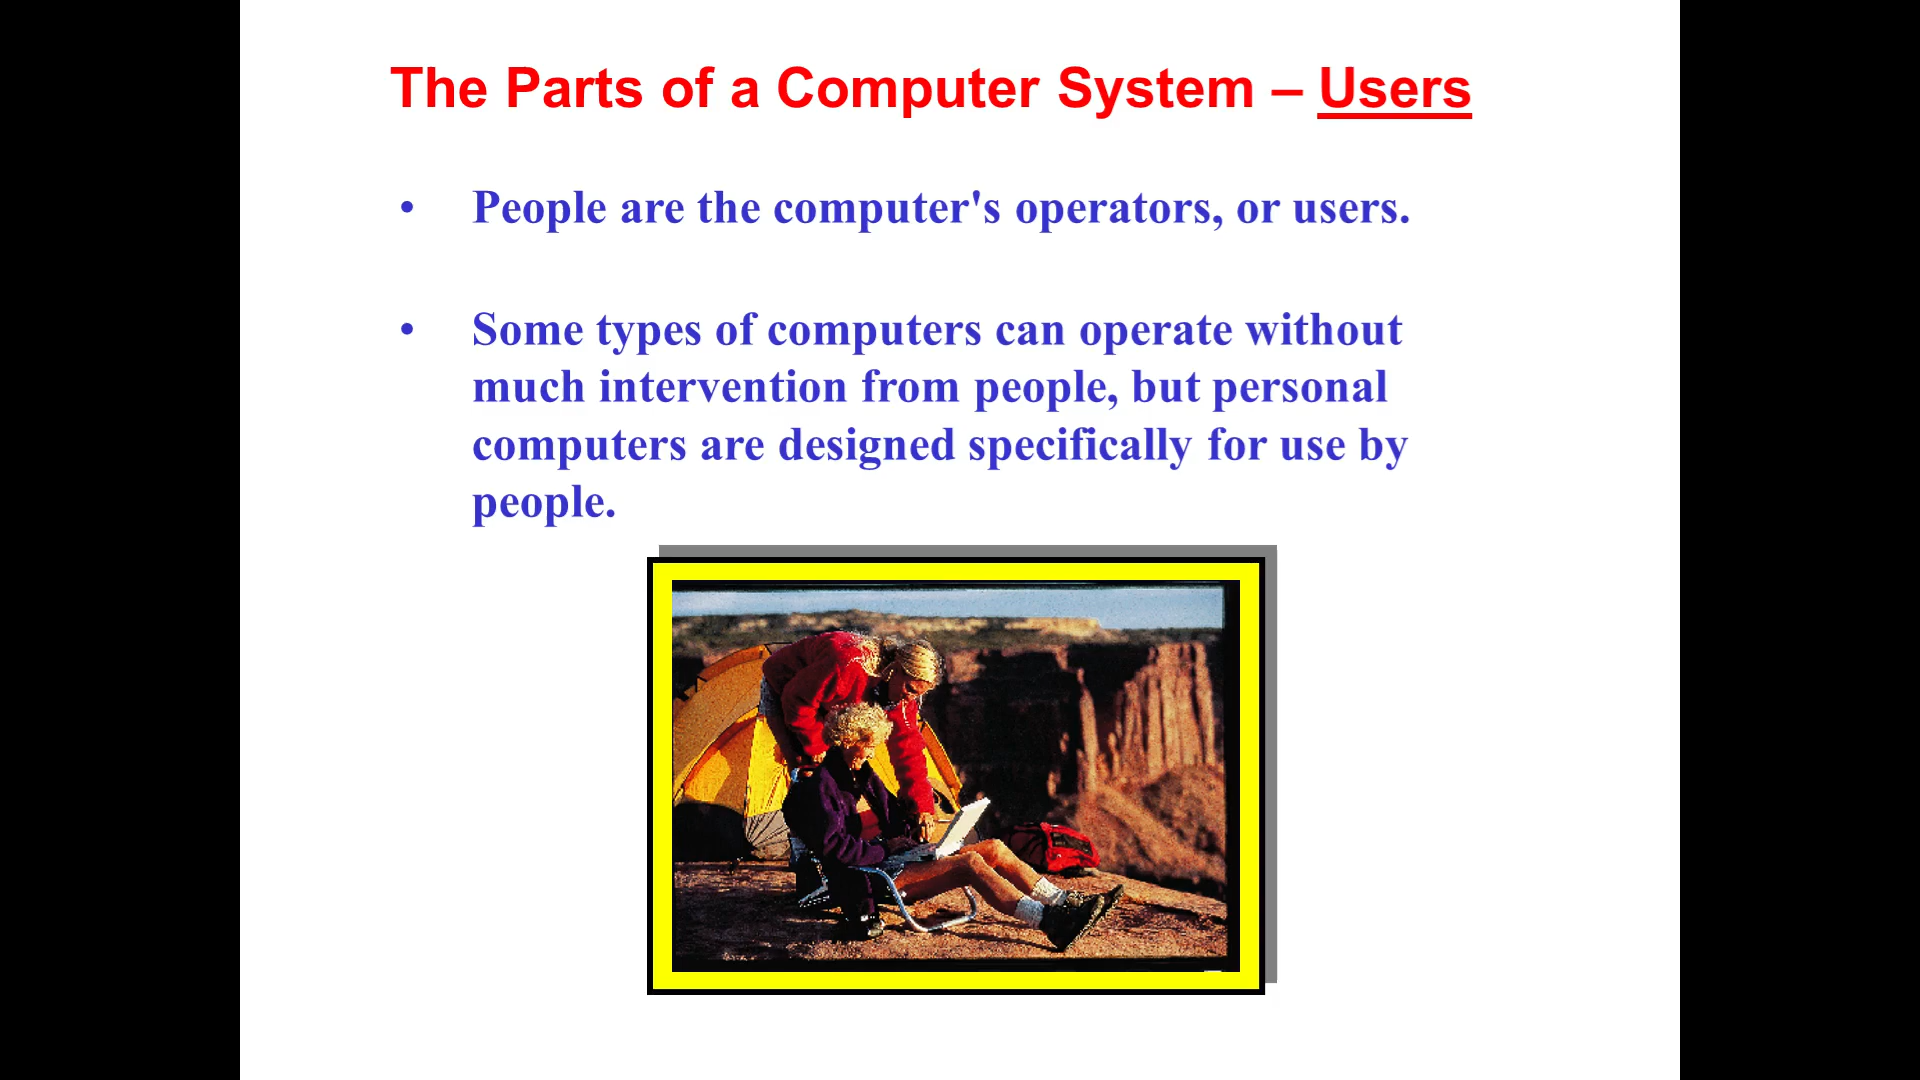 The Parts of a Computer System – Users
• People are the computer's operators, or users.
• Some types of computers can operate without
much intervention from people, but personal
computers are designed specifically for use by
people.